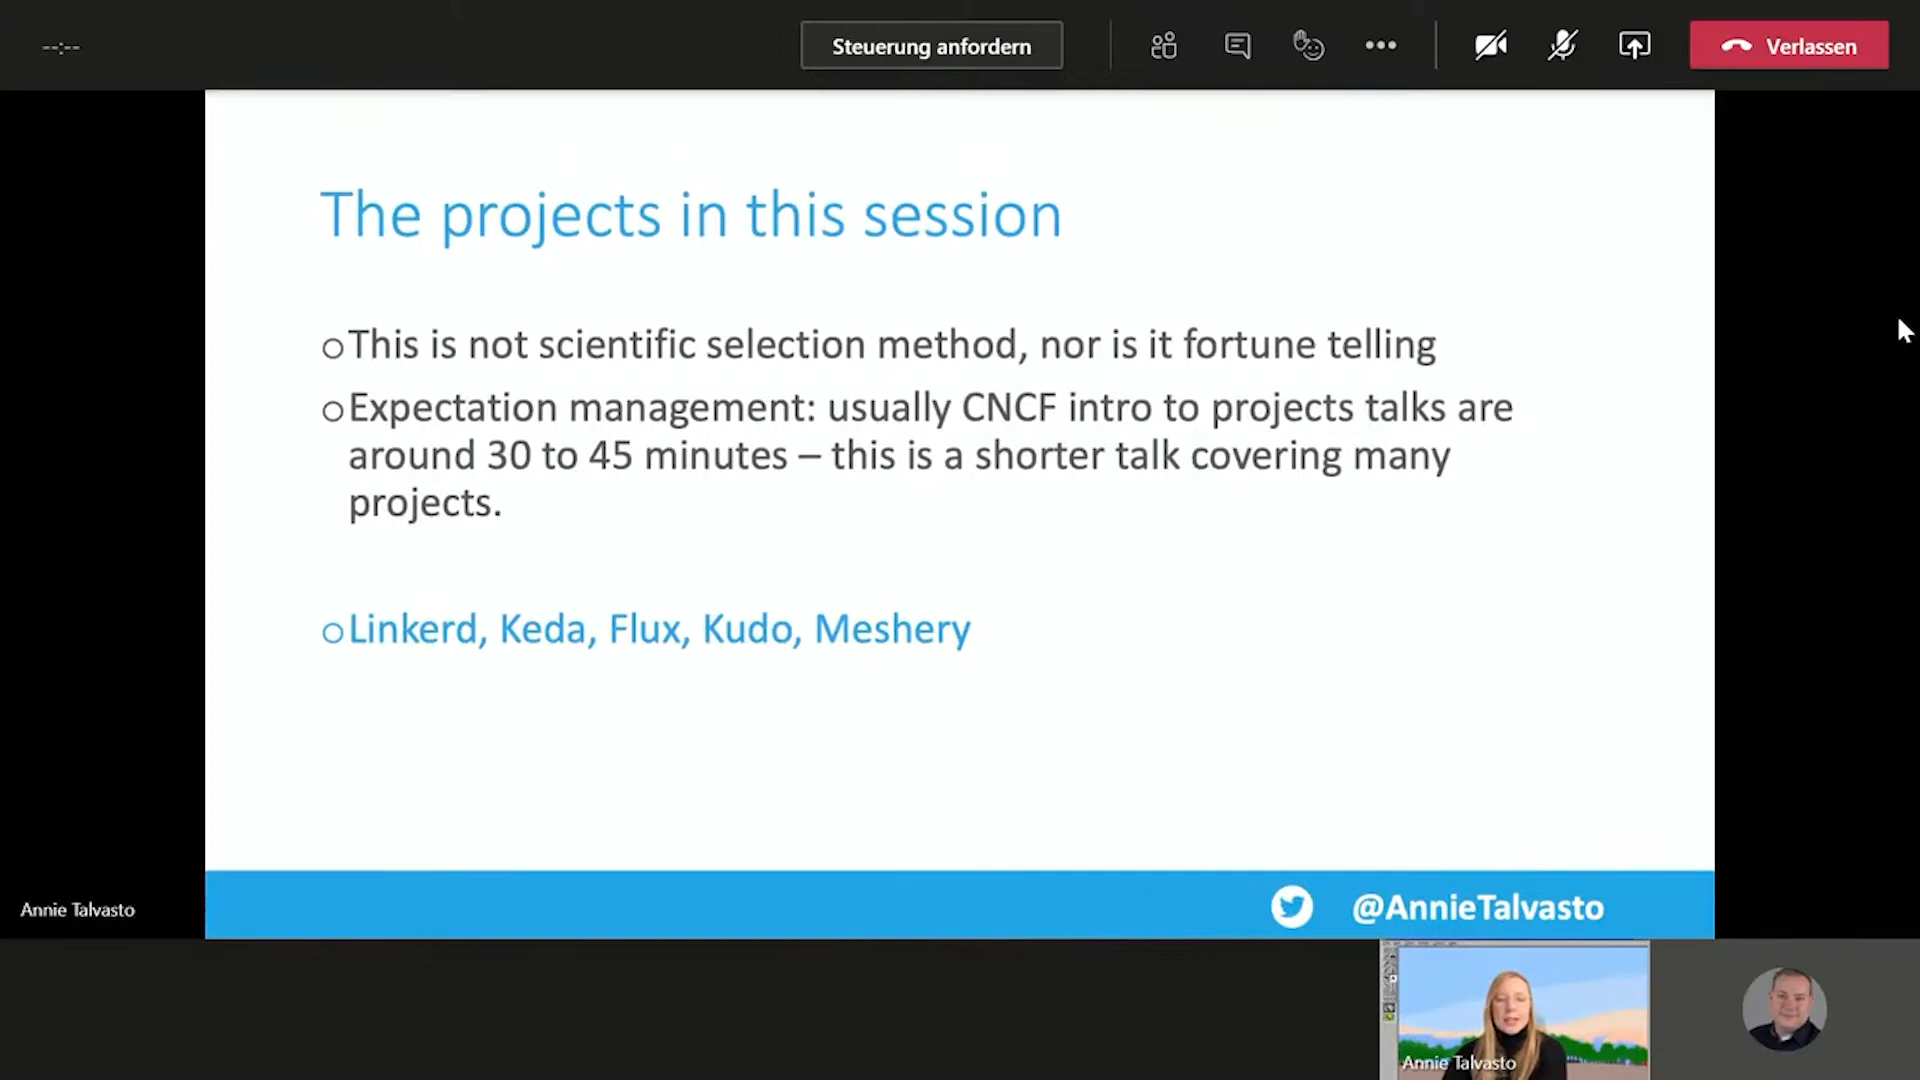 --:--
Steuerung anfordern
Verlassen
The projects in this session
This is not scientific selection method, nor is it fortune telling
Expectation management: usually CNCF intro to projects talks are
around 30 to 45 minutes – this is a shorter talk covering many
projects.
Linkerd, Keda, Flux, Kudo, Meshery
Annie Talvasto
@AnnieTalvasto
Annie Talvasto